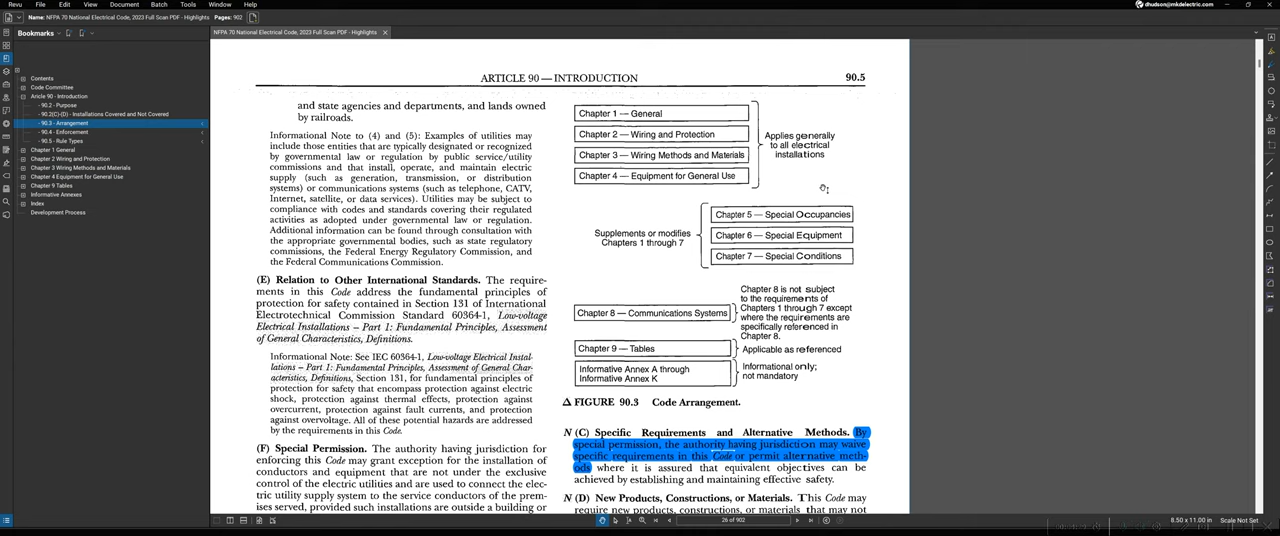 Revu
File
Edit
View
Document
Batch
Tools
Window
Help
dhudson@mkdelectric.com
Name: NFPA 70 National Electrical Code, 2023 Full Scan PDF - Highlights Pages: 902
Bookmarks
NFPA 70 National Electrical Code, 2023 Full Scan PDF - Highlights
Contents
Code Committee
Article 90 - Introduction
- 90.2 - Purpose
- 90.2(C)-(D) - Installations Covered and Not Covered
- 90.3 - Arrangement
- 90.4 - Enforcement
- 90.5 - Rule Types
Chapter 1 General
Chapter 2 Wiring and Protection
Chapter 3 Wiring Methods and Materials
Chapter 4 Equipment for General Use
Chapter 9 Tables
Informative Annexes
Index
Development Process
ARTICLE 90 — INTRODUCTION
90.5
and state agencies and departments, and lands owned
by railroads.
Informational Note to (4) and (5): Examples of utilities may
include those entities that are typically designated or recognized
by governmental law or regulation by public service/utility
commissions and that install, operate, and maintain electric
supply (such as generation, transmission, or distribution
systems) or communications systems (such as telephone, CATV,
Internet, satellite, or data services). Utilities may be subject to
compliance with codes and standards covering their regulated
activities as adopted under governmental law or regulation.
Additional information can be found through consultation with
the appropriate governmental bodies, such as state regulatory
commissions, the Federal Energy Regulatory Commission, and
the Federal Communications Commission.
(E) Relation to Other International Standards. The require-
ments in this Code address the fundamental principles of
protection for safety contained in Section 131 of International
Electrotechnical Commission Standard 60364-1, Low-voltage
Electrical Installations – Part 1: Fundamental Principles, Assessment
of General Characteristics, Definitions.
Informational Note: See IEC 60364-1, Low-voltage Electrical Instal-
lations – Part 1: Fundamental Principles, Assessment of General Char-
acteristics, Definitions, Section 131, for fundamental principles of
protection for safety that encompass protection against electric
shock, protection against thermal effects, protection against
overcurrent, protection against fault currents, and protection
against overvoltage. All of these potential hazards are addressed
by the requirements in this Code.
(F) Special Permission. The authority having jurisdiction for
enforcing this Code may grant exception for the installation of
conductors and equipment that are not under the exclusive
control of the electric utilities and are used to connect the elec-
tric utility supply system to the service conductors of the prem-
ises served, provided such installations are outside a building or
Chapter 1 — General
Chapter 2 — Wiring and Protection
Chapter 3 — Wiring Methods and Materials
Chapter 4 — Equipment for General Use
Applies generally
to all electrical
installations
Supplements or modifies
Chapters 1 through 7
Chapter 5 — Special Occupancies
Chapter 6 — Special Equipment
Chapter 7 — Special Conditions
Chapter 8 — Communications Systems
Chapter 8 is not subject
to the requirements of
Chapters 1 through 7 except
where the requirements are
specifically referenced in
Chapter 8.
Chapter 9 — Tables
Applicable as referenced
Informative Annex A through
Informative Annex K
Informational only;
not mandatory
Δ FIGURE 90.3 Code Arrangement.
N (C) Specific Requirements and Alternative Methods. By
special permission, the authority having jurisdiction may waive
specific requirements in this Code or permit alternative meth-
ods where it is assured that equivalent objectives can be
achieved by establishing and maintaining effective safety.
N (D) New Products, Constructions, or Materials. This Code may
require new products, constructions, or materials that may not
26 of 902
8.50 x 11.00 in
Scale Not Set